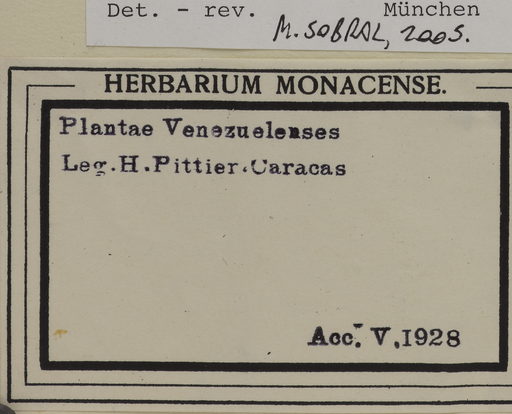 Det. - rev. München
M. SOBRAL, 2005.
HERBARIUM MONACENSE.
Plantae Venezuelenses
Leg.H.Pittier.Caracas
Acc. V.1928